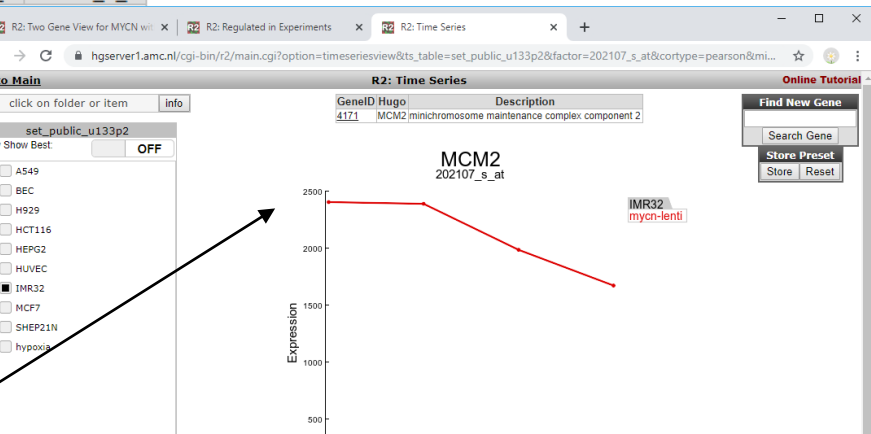 R2: Two Gene View for MYCN wit
R2: Regulated in Experiments
R2: Time Series
hgserver1.amc.nl/cgi-bin/r2/main.cgi?option=timeseriesview&ts_table=set_public_u133p2&factor=202107_s_at&cortype=pearson&mi...
to Main
R2: Time Series
Online Tutorial
click on folder or item
info
GeneID Hugo Description
4171 MCM2 minichromosome maintenance complex component 2
Find New Gene
Search Gene
Store Preset
Store Reset
set_public_u133p2
Show Best:
OFF
A549
BEC
H929
HCT116
HEPG2
HUVEC
IMR32
MCF7
SHEP21N
hypoxia
MCM2
202107_s_at
IMR32
mycn-lenti
2500
2000
1500
1000
500
Expression